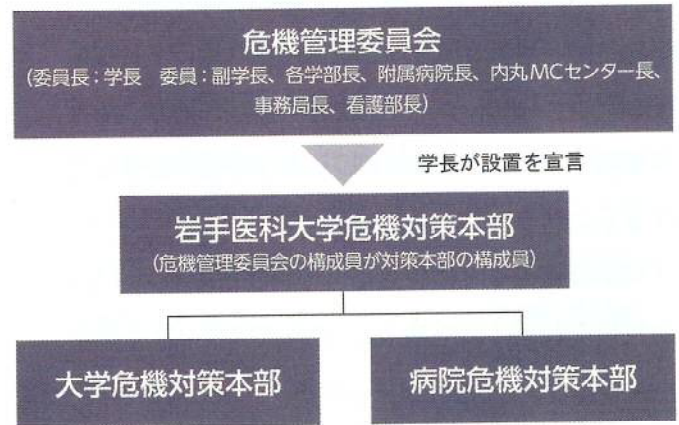 危機管理委員会
(委員長：学長　委員：副学長、各学部長、附属病院長、内丸MCセンター長、
事務局長、看護部長)
学長が設置を宣言
岩手医科大学危機対策本部
(危機管理委員会の構成員が対策本部の構成員)
大学危機対策本部
病院危機対策本部